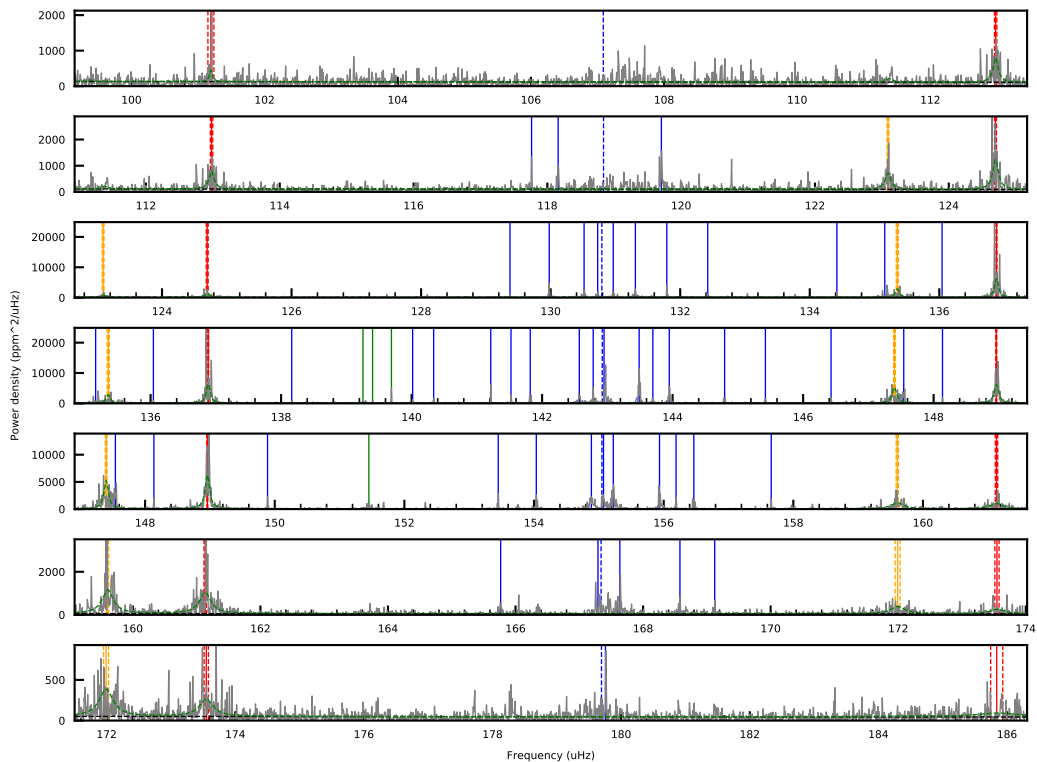 2000
1000
0
100 102 104 106 108 110 112
2000
1000
0
112 114 116 118 120 122 124
20000
10000
0
124 126 128 130 132 134 136
20000
10000
0
136 138 140 142 144 146 148
Power density (ppm^2/uHz)
10000
5000
0
148 150 152 154 156 158 160
2000
0
160 162 164 166 168 170 172 174
500
0
172 174 176 178 180 182 184 186
Frequency (uHz)